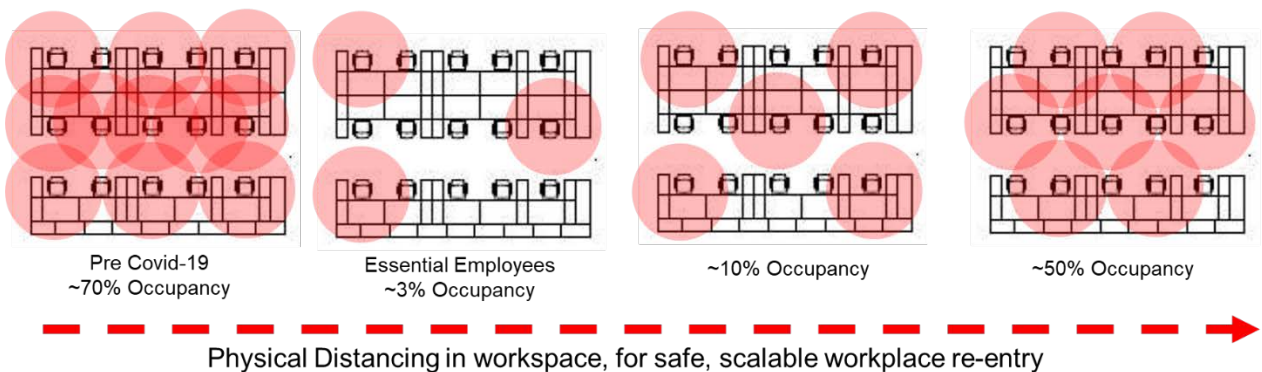 Pre Covid-19
~70% Occupancy
Essential Employees
~3% Occupancy
~10% Occupancy
~50% Occupancy
Physical Distancing in workspace, for safe, scalable workplace re-entry